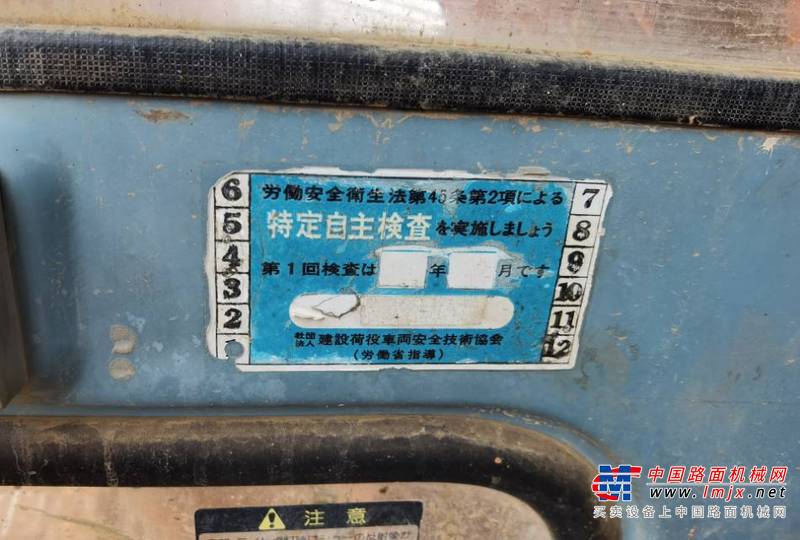 労働安全衛生法第45条第2項による
特定自主検査を実施しましょう
第1回検査は 年 月です
社団法人 建設荷役車両安全技術協会
(労働省指導)
6
5
4
3
2
7
8
9
10
11
12
注意
中国路面机械网
www.lmjx.net
买卖设备上中国路面机械网